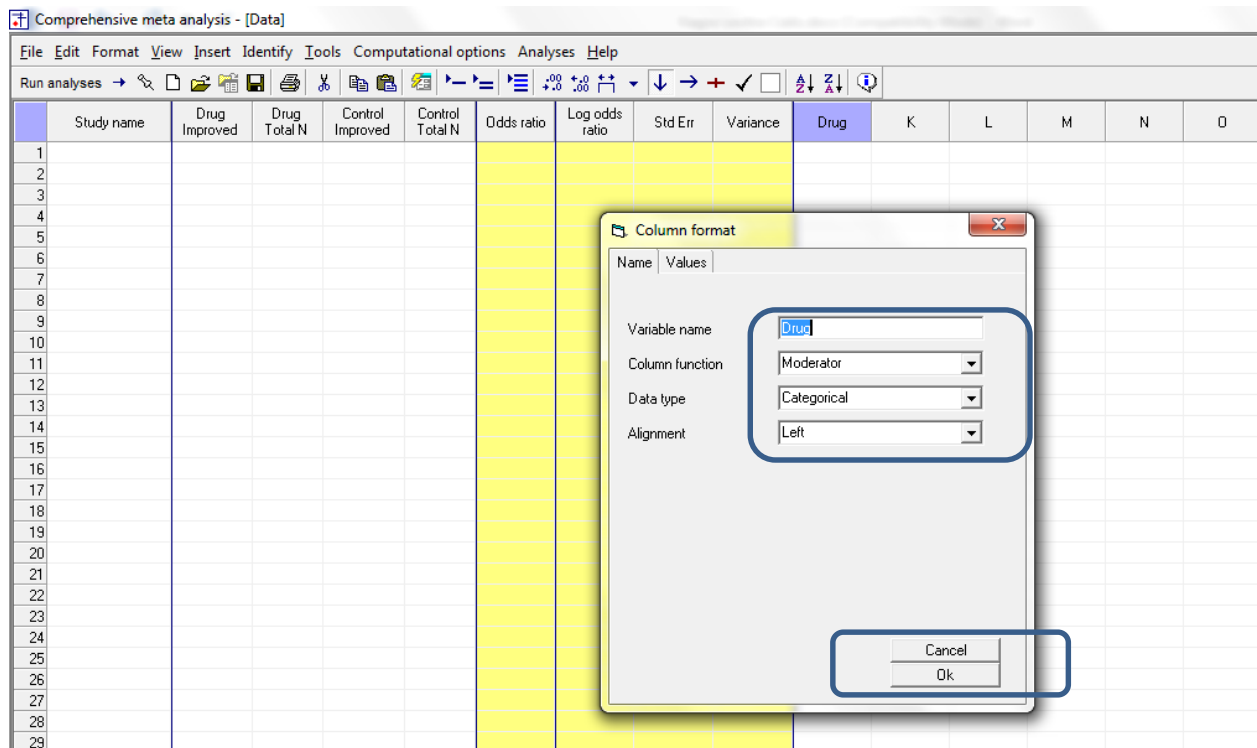 Comprehensive meta analysis - [Data]
File Edit Format View Insert Identify Tools Computational options Analyses Help
Run analyses
Study name Drug Improved Drug Total N Control Improved Control Total N Odds ratio Log odds ratio Std Err Variance Drug K L M N O
1
2
3
4
5
6
7
8
9
10
11
12
13
14
15
16
17
18
19
20
21
22
23
24
25
26
27
28
29
Column format
Name Values
Variable name Drug
Column function Moderator
Data type Categorical
Alignment Left
Cancel
Ok